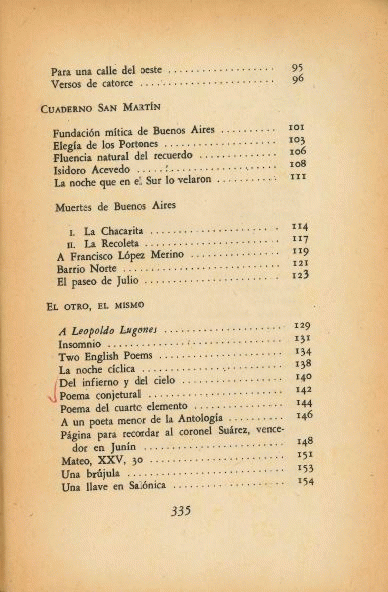 Para una calle del oeste .................... 95
Versos de catorce .......................... 96
CUADERNO SAN MARTÍN
Fundación mítica de Buenos Aires .......... 101
Elegía de los Portones ...................... 103
Fluencia natural del recuerdo ................ 106
Isidoro Acevedo ............................ 108
La noche que en el Sur lo velaron ............ 111
Muertes de Buenos Aires
I. La Chacarita .......................... 114
II. La Recoleta .......................... 117
A Francisco López Merino .................. 119
Barrio Norte .............................. 121
El paseo de Julio .......................... 123
EL OTRO, EL MISMO
A Leopoldo Lugones ...................... 129
Insomnio .................................. 131
Two English Poems ........................ 134
La noche cíclica ............................ 138
Del infierno y del cielo ...................... 140
Poema conjetural .......................... 142
Poema del cuarto elemento .................. 144
A un poeta menor de la Antología ............ 146
Página para recordar al coronel Suárez, vence-
dor en Junín .......................... 148
Mateo, XXV, 30 .......................... 151
Una brújula ................................ 153
Una llave en Salónica ...................... 154
335